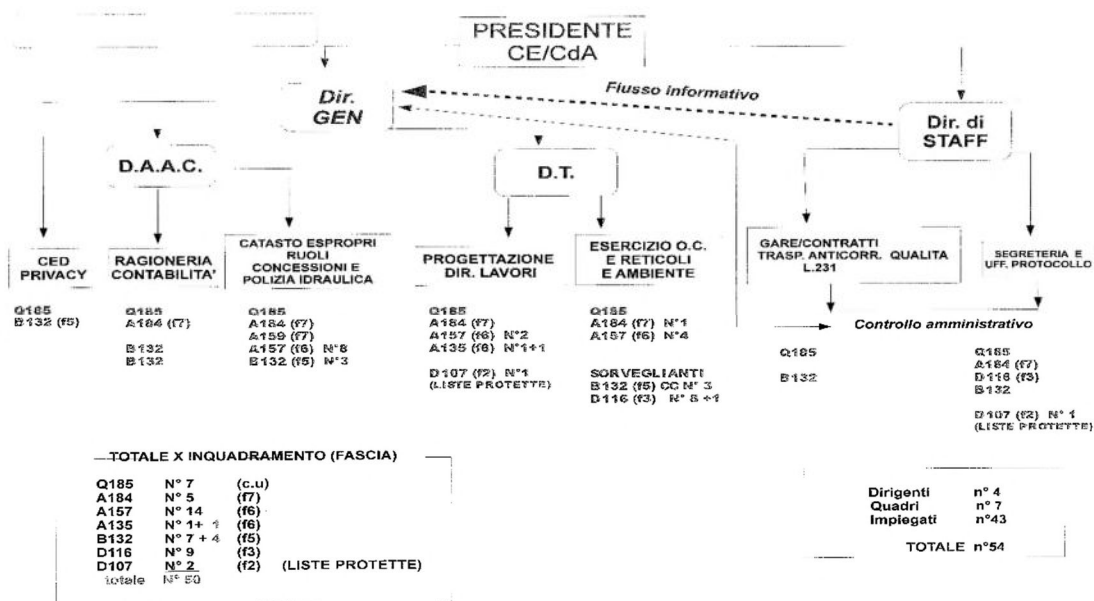 PRESIDENTE
CE/CdA
Flusso informativo
Dir.
GEN
Dir. di
STAFF
D.A.A.C.
D.T.
CED
PRIVACY
RAGIONERIA
CONTABILITA'
CATASTO ESPROPRI
RUOLI
CONCESSIONI E
POLIZIA IDRAULICA
PROGETTAZIONE
DIR. LAVORI
ESERCIZIO O.C.
E RETICOLI
E AMBIENTE
GARE/CONTRATTI
TRASP. ANTICORR. QUALITA
L.231
SEGRETERIA E
UFF. PROTOCOLLO
Controllo amministrativo
Q185
B132 (f5)
Q185
A184 (f7)
B132
B132
Q185
A184 (f7)
A159 (f7)
A157 (f6) N°8
B132 (f5) N°3
Q185
A184 (f7)
A157 (f6) N°2
A135 (f6) N°1+1
D107 (f2) N°1
(LISTE PROTETTE)
Q185
A184 (f7) N°1
A157 (f6) N°4
SORVEGLIANTI
B132 (f5) CC N° 3
D116 (f3) N° 8 +1
Q185
B132
Q185
A184 (f7)
D116 (f3)
B132
D107 (f2) N° 1
(LISTE PROTETTE)
TOTALE X INQUADRAMENTO (FASCIA)
Q185 N° 7 (c.u)
A184 N° 5 (f7)
A157 N° 14 (f6)
A135 N° 1+ 1 (f6)
B132 N° 7 + 4 (f5)
D116 N° 9 (f3)
D107 N° 2 (f2) (LISTE PROTETTE)
totale N° 50
Dirigenti n° 4
Quadri n° 7
Impiegati n°43
TOTALE n°54